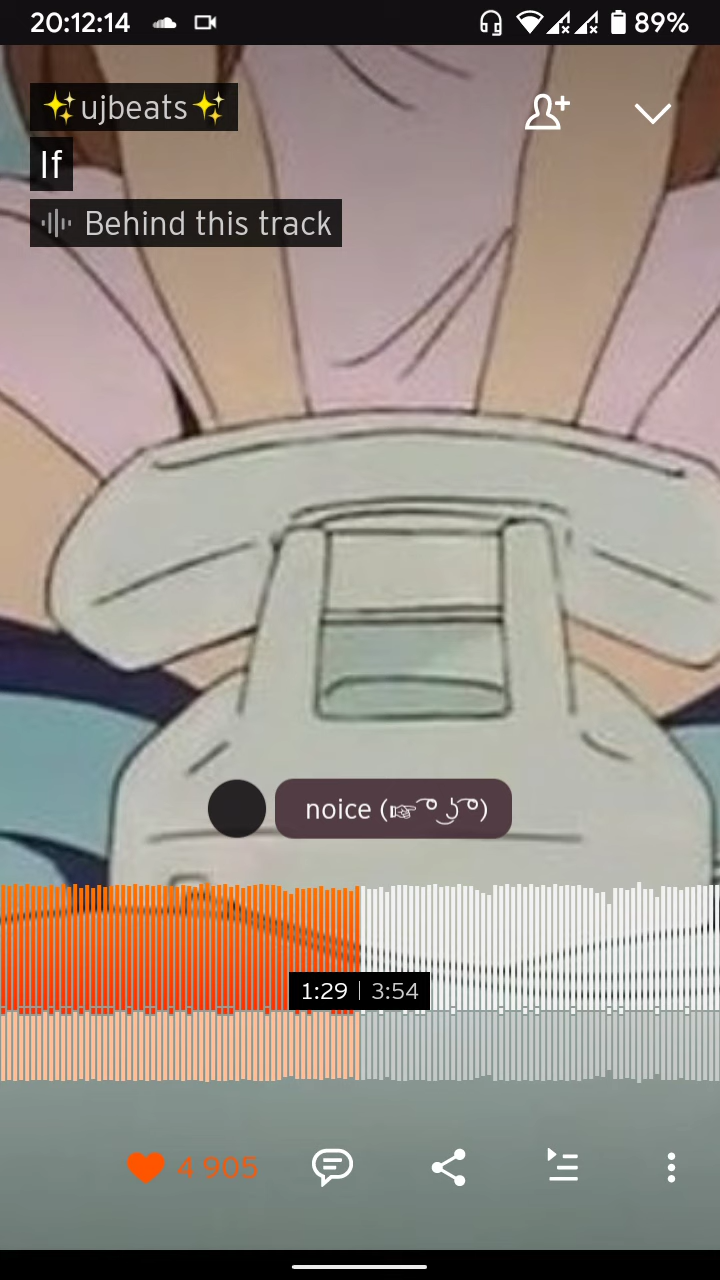 20:12:14
89%
✨ujbeats✨
If
Behind this track
noice (☞ ͡° ͜ʖ ͡°)
1:29 | 3:54
4 905